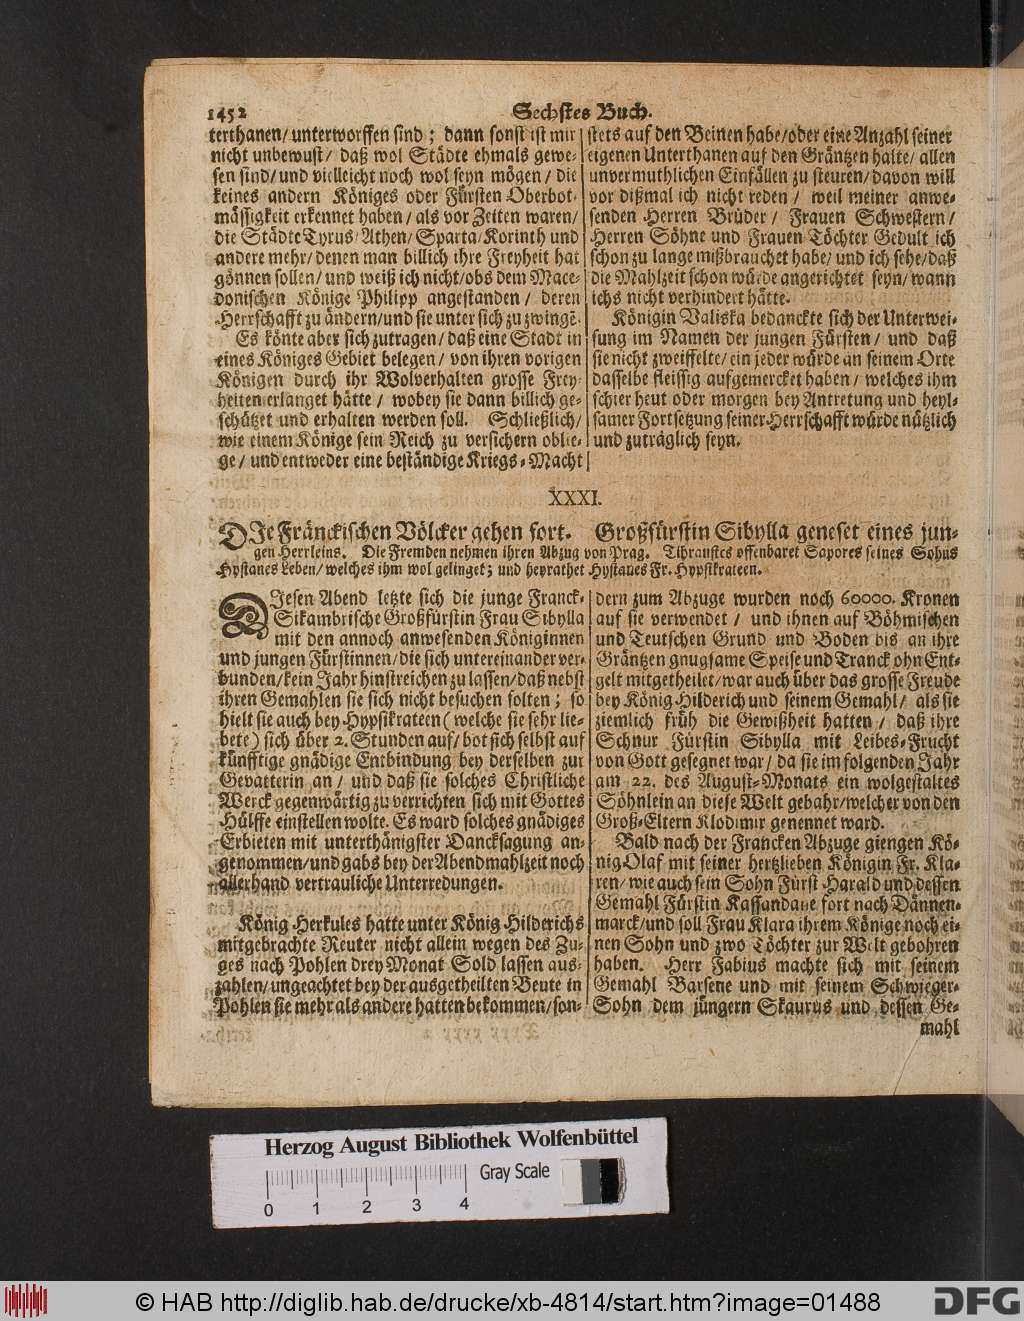 1452
Sechstes Buch.
terthanen/ unterworffen sind; dann sonst ist mir
nicht unbewust/ daß wol Städte ehmals gewe-
sen sind/ und vielleicht noch wol seyn mögen/ die
keines andern Königes oder Fürsten Oberbot-
mässigkeit erkennet haben/ als vor Zeiten waren/
die Städte Tyrus/ Athen/ Sparta/ Korinth und
andere mehr/ denen man billich ihre Freyheit hat
gönnen sollen/ und weiß ich nicht/ obs dem Mace-
donischen Könige Philipp angestanden/ deren
Herrschafft zu ändern/ und sie unter sich zu zwingē.
Es könte aber sich zutragen/ daß eine Stadt in
eines Königes Gebiet belegen/ von ihren vorigen
Königen durch ihr Wolverhalten grosse Frey-
heiten erlanget hätte/ wobey sie dann billich ge-
schützet und erhalten werden soll. Schließlich/
wie einem Könige sein Reich zu versichern oblie-
ge/ und entweder eine beständige Kriegs-Macht
stets auf den Beinen habe/ oder eine Anzahl seiner
eigenen Unterthanen auf den Gräntzen halte/ allen
unvermuthlichen Einfällen zu steuren/ davon will
vor dißmal ich nicht reden/ weil meiner anwe-
senden Herren Brüder/ Frauen Schwestern/
Herren Söhne und Frauen Töchter Gedult ich
schon zu lange mißbrauchet habe/ und ich sehe/ daß
die Mahlzeit schon würde angerichtet seyn/ wann
ichs nicht verhindert hätte.
Königin Valiska bedanckte sich der Unterwei-
sung im Namen der jungen Fürsten/ und daß
sie nicht zweiffelte/ ein jeder würde an seinem Orte
dasselbe fleissig aufgemercket haben/ welches ihm
schier heut oder morgen bey Antretung und heyl-
samer Fortsetzung seiner Herrschafft würde nützlich
und zuträglich seyn.
XXXI.
DIe Fränckischen Völcker gehen fort. Großfürstin Sibylla geneset eines jun-
gen Herrleins. Die Fremden nehmen ihren Abzug von Prag. Tibraustes offenbaret Sapores seines Sohns
Hystanes Leben/ welches ihm wol gelinget; und heyrathet Hystanes Fr. Hypsikrateen.
DIesen Abend letzte sich die junge Franck-
Sikambrische Großfürstin Frau Sibylla
mit den annoch anwesenden Königinnen
und jungen Fürstinnen/ die sich untereinander ver-
bunden/ kein Jahr hinstreichen zu lassen/ daß nebst
ihren Gemahlen sie sich nicht besuchen solten; so
hielt sie auch bey Hypsikrateen (welche sie sehr lie-
bete) sich über 2. Stunden auf/ bot sich selbst auf
künfftige gnädige Entbindung bey derselben zur
Gevatterin an/ und daß sie solches Christliche
Werck gegenwärtig zu verrichten sich mit Gottes
Hülffe einstellen wolte. Es ward solches gnädiges
Erbieten mit unterthänigster Dancksagung an-
genommen/ und gabs bey der Abendmahlzeit noch
allerhand vertrauliche Unterredungen.
König Herkules hatte unter König Hilderichs
mitgebrachte Reuter nicht allein wegen des Zu-
ges nach Pohlen drey Monat Sold lassen aus-
zahlen/ ungeachtet bey der ausgetheilten Beute in
Pohlen sie mehr als andere hatten bekommen/ son-
dern zum Abzuge wurden noch 60000. Kronen
auf sie verwendet/ und ihnen auf Böhmischen
und Teutschen Grund und Boden bis an ihre
Gräntzen gnugsame Speise und Tranck ohn Ent-
gelt mitgetheilet/ war auch über das grosse Freude
bey König Hilderich und seinem Gemahl/ als sie
ziemlich früh die Gewißheit hatten/ daß ihre
Schnur Fürstin Sibylla mit Leibes-Frucht
von Gott gesegnet war/ da sie im folgenden Jahr
am 22. des August-Monats ein wolgestaltes
Söhnlein an diese Welt gebahr/ welcher von den
Groß-Eltern Klodimir genennet ward.
Bald nach der Francken Abzuge giengen Kö-
nig Olaf mit seiner hertzlieben Königin Fr. Kla-
ren/ wie auch sein Sohn Fürst Harald und dessen
Gemahl Fürstin Kassandane fort nach Dännen-
marck/ und soll Frau Klara ihrem Könige noch ei-
nen Sohn und zwo Töchter zur Welt gebohren
haben. Herr Fabius machte sich mit seinem
Gemahl Barsene und mit seinem Schwieger-
Sohn dem jüngern Skaurus und dessen Ge-
mahl
Herzog August Bibliothek Wolfenbüttel
Gray Scale
0 1 2 3 4
© HAB http://diglib.hab.de/drucke/xb-4814/start.htm?image=01488
DFG